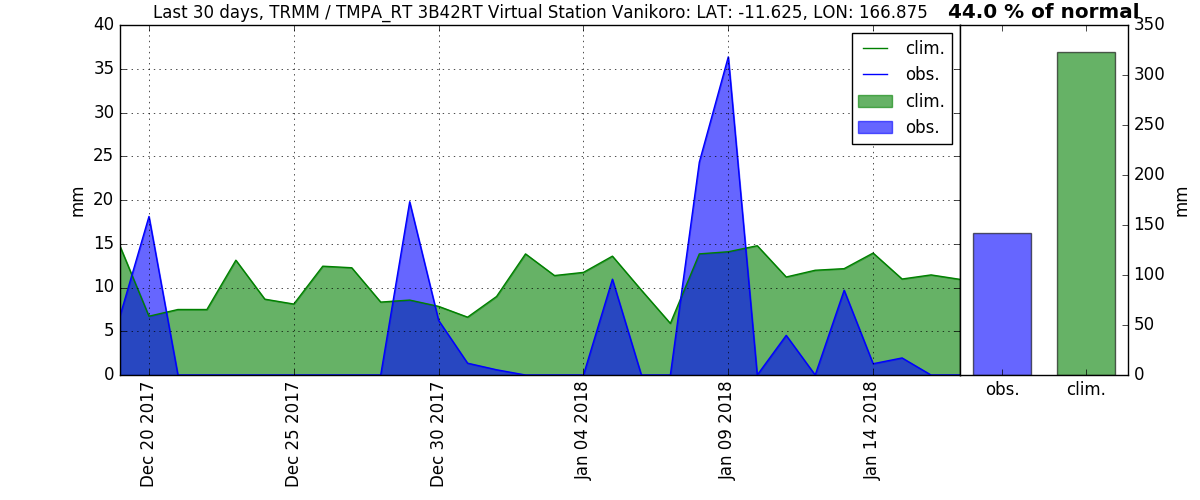 Last 30 days, TRMM / TMPA_RT 3B42RT Virtual Station Vanikoro: LAT: -11.625, LON: 166.875
44.0 % of normal
40
35
30
25
20
15
10
5
0
mm
clim.
obs.
clim.
obs.
Dec 20 2017
Dec 25 2017
Dec 30 2017
Jan 04 2018
Jan 09 2018
Jan 14 2018
350
300
250
200
150
100
50
0
mm
obs.
clim.